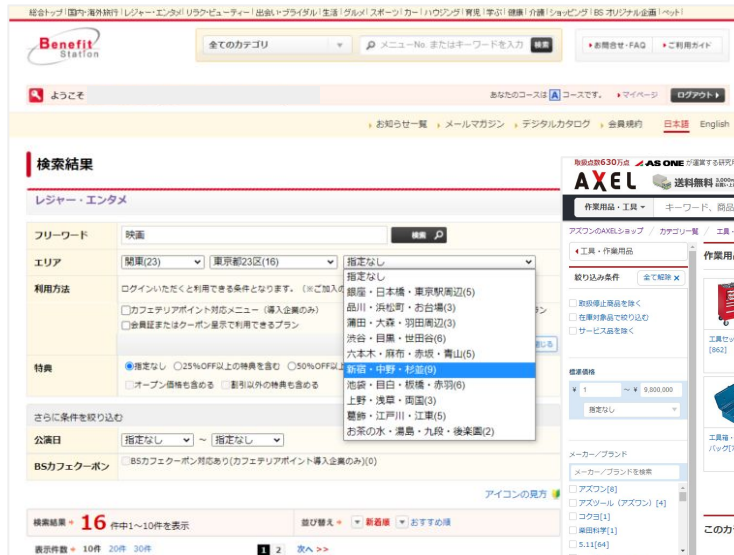 総合トップ|国内・海外旅行|レジャー・エンタメ|リラク・ビューティー|出会い・ブライダル|生活|グルメ|スポーツ|カー|ハウジング|育児|学ぶ|健康|介護|ショッピング|BS オリジナル企画|ペット|
Benefit
Station
全てのカテゴリ
メニューNo. またはキーワードを入力
検索
お問合せ・FAQ
ご利用ガイド
ようこそ
あなたのコースは A コースです。
マイページ
ログアウト
お知らせ一覧
メールマガジン
デジタルカタログ
会員規約
日本語
English
検索結果
レジャー・エンタメ
フリーワード
映画
検索
エリア
関東(23)
東京都23区(16)
指定なし
指定なし
銀座・日本橋・東京駅周辺(5)
品川・浜松町・お台場(3)
蒲田・大森・羽田周辺(3)
渋谷・目黒・世田谷(6)
六本木・麻布・赤坂・青山(5)
新宿・中野・杉並(9)
池袋・目白・板橋・赤羽(6)
上野・浅草・両国(3)
葛飾・江戸川・江東(5)
お茶の水・湯島・九段・後楽園(2)
利用方法
ログインいただくと利用できる条件となります。（※ご加入の
カフェテリアポイント対応メニュー（導入企業のみ）
ン
会員証またはクーポン呈示で利用できるプラン
じる
特典
指定なし
25%OFF以上の特典を含む
50%OFF以
オープン価格も含める
割引以外の特典も含める
さらに条件を絞り込む
公演日
指定なし
～
指定なし
BSカフェクーポン
BSカフェクーポン対応あり(カフェテリアポイント導入企業のみ)(0)
アイコンの見方
検索結果
16 件中1～10件を表示
並び替え
新着順
おすすめ順
表示件数
10件
20件
30件
1
2
次へ >>
取扱点数630万点
AS ONE が運営する研究用
AXEL
送料無料
作業用品・工具
キーワード、商品
アズワンのAXELショップ / カテゴリ一覧 / 工具・
工具・作業用品
作業用品
絞り込み条件
全て解除 ×
取扱停止商品を除く
在庫対象品で絞り込む
サービス品を除く
工具セッ
[862]
標準価格
¥ 1
～
¥ 9,800,000
指定なし
工具箱・
バッグ[7
メーカー／ブランド
メーカー／ブランドを検索
アズワン[8]
アズツール（アズワン）[4]
コクヨ[1]
柴田科学[1]
5.11[64]
このカテ